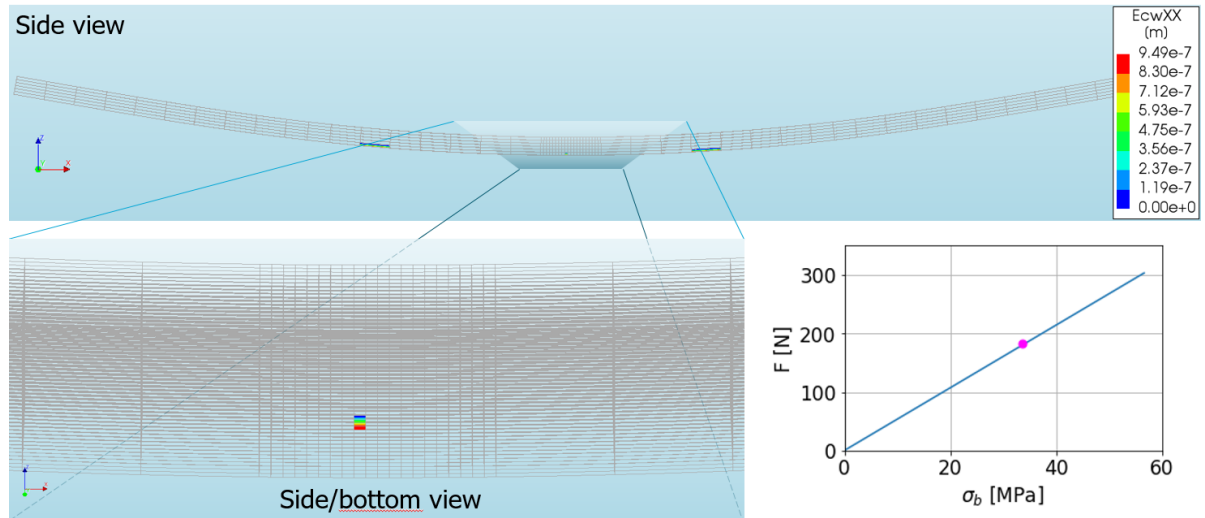 Side view
EcwXX
(m)
9.49e-7
8.30e-7
7.12e-7
5.93e-7
4.75e-7
3.56e-7
2.37e-7
1.19e-7
0.00e+0
Z
Y
X
Side/bottom view
F [N]
300
200
100
0
0 20 40 60
σb [MPa]